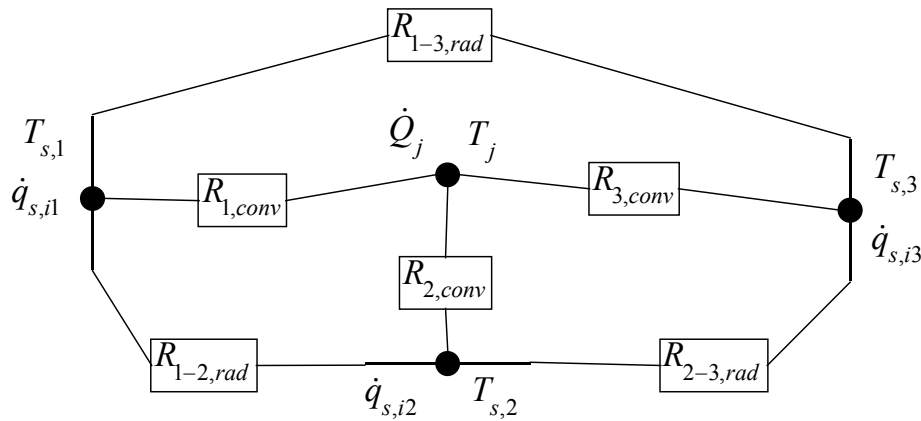 R_{1-3,rad}
T_{s,1}
\dot{Q}_j T_j
\dot{q}_{s,i1}
R_{1,conv}
R_{3,conv}
T_{s,3}
\dot{q}_{s,i3}
R_{2,conv}
R_{1-2,rad}
\dot{q}_{s,i2} T_{s,2}
R_{2-3,rad}